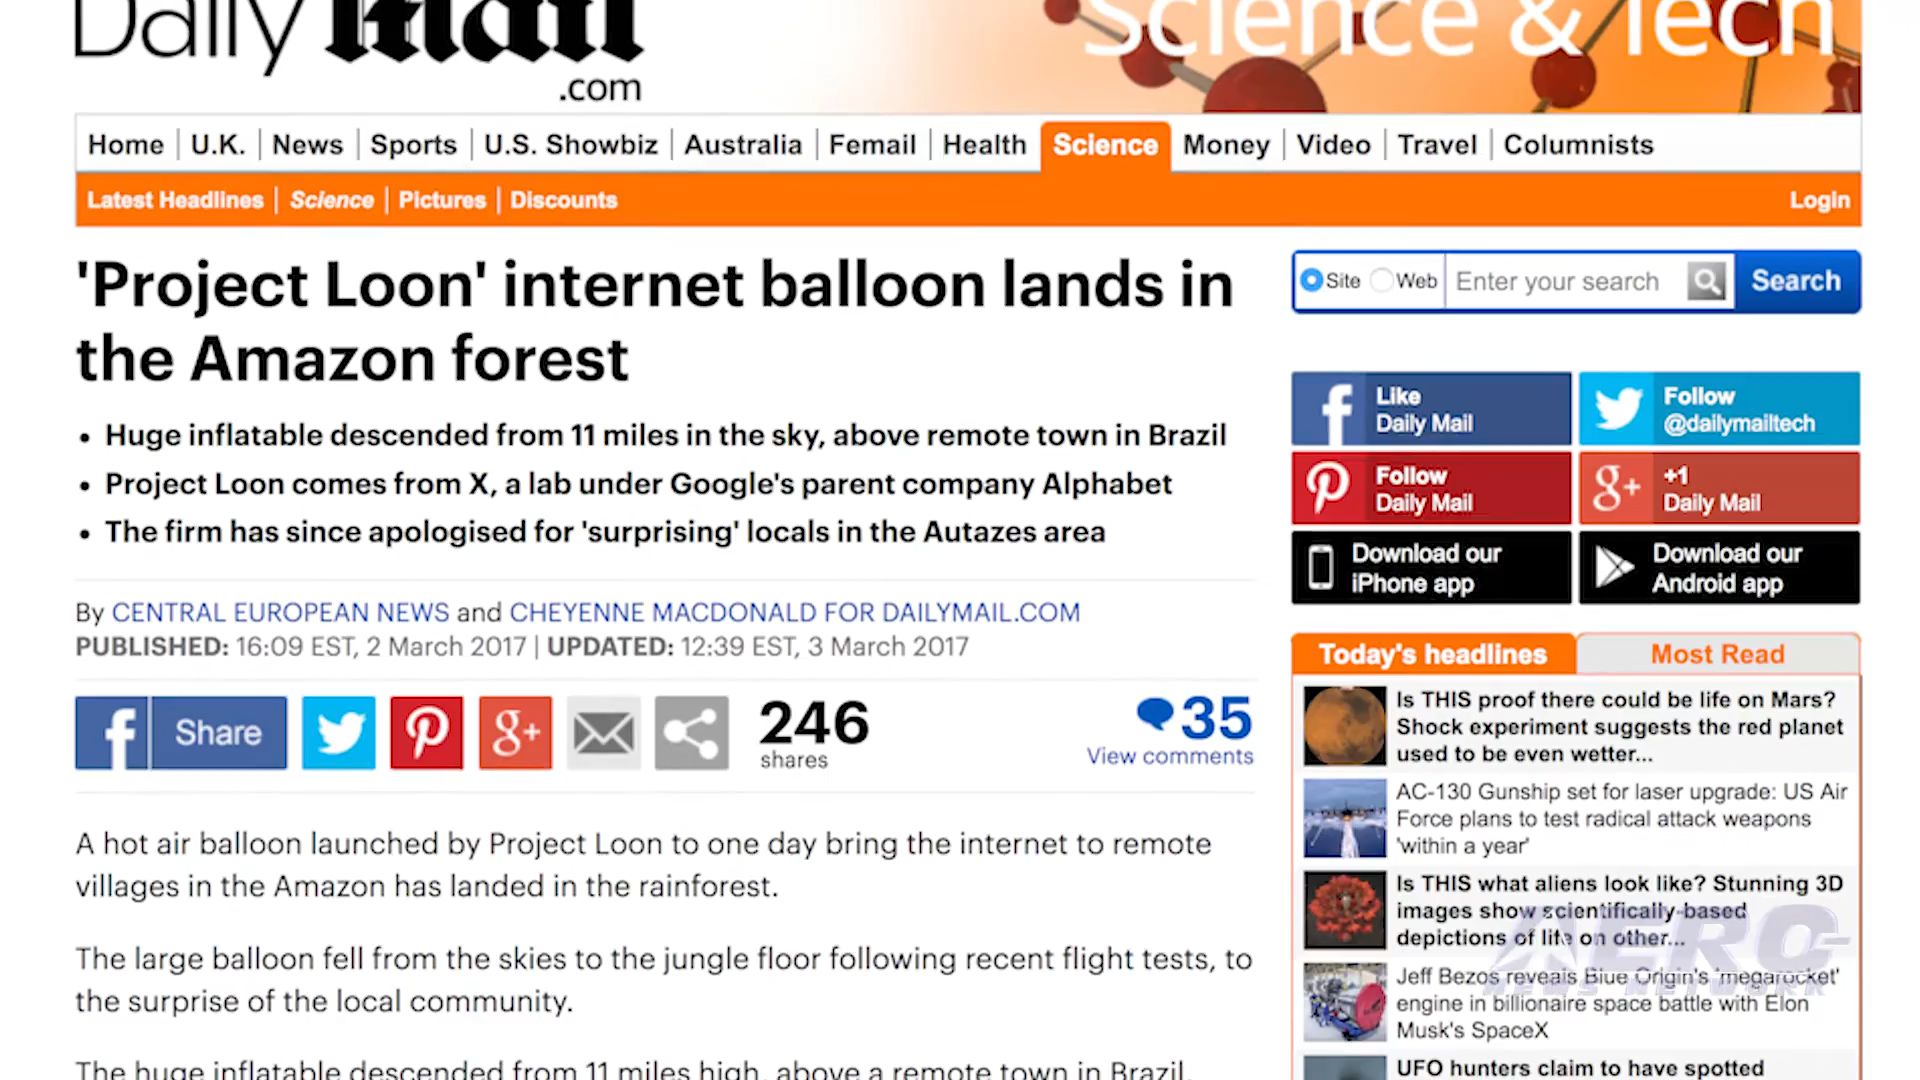 Daily Mail
.com
Science & Tech
Home
U.K.
News
Sports
U.S. Showbiz
Australia
Femail
Health
Science
Money
Video
Travel
Columnists
Latest Headlines
Science
Pictures
Discounts
Login
'Project Loon' internet balloon lands in
the Amazon forest
• Huge inflatable descended from 11 miles in the sky, above remote town in Brazil
• Project Loon comes from X, a lab under Google's parent company Alphabet
• The firm has since apologised for 'surprising' locals in the Autazes area
By CENTRAL EUROPEAN NEWS and CHEYENNE MACDONALD FOR DAILYMAIL.COM
PUBLISHED: 16:09 EST, 2 March 2017 | UPDATED: 12:39 EST, 3 March 2017
Share
246
shares
35
View comments
A hot air balloon launched by Project Loon to one day bring the internet to remote
villages in the Amazon has landed in the rainforest.
The large balloon fell from the skies to the jungle floor following recent flight tests, to
the surprise of the local community.
The huge inflatable descended from 11 miles high, above a remote town in Brazil.
Site
Web
Enter your search
Search
Like
Daily Mail
Follow
@dailymailtech
Follow
Daily Mail
g+
+1
Daily Mail
Download our
iPhone app
Download our
Android app
Today's headlines
Most Read
Is THIS proof there could be life on Mars?
Shock experiment suggests the red planet
used to be even wetter...
AC-130 Gunship set for laser upgrade: US Air
Force plans to test radical attack weapons
'within a year'
Is THIS what aliens look like? Stunning 3D
images show scientifically-based
depictions of life on other...
Jeff Bezos reveals Blue Origin's 'megarocket'
engine in billionaire space battle with Elon
Musk's SpaceX
UFO hunters claim to have spotted
AERO
NEWS NETWORK